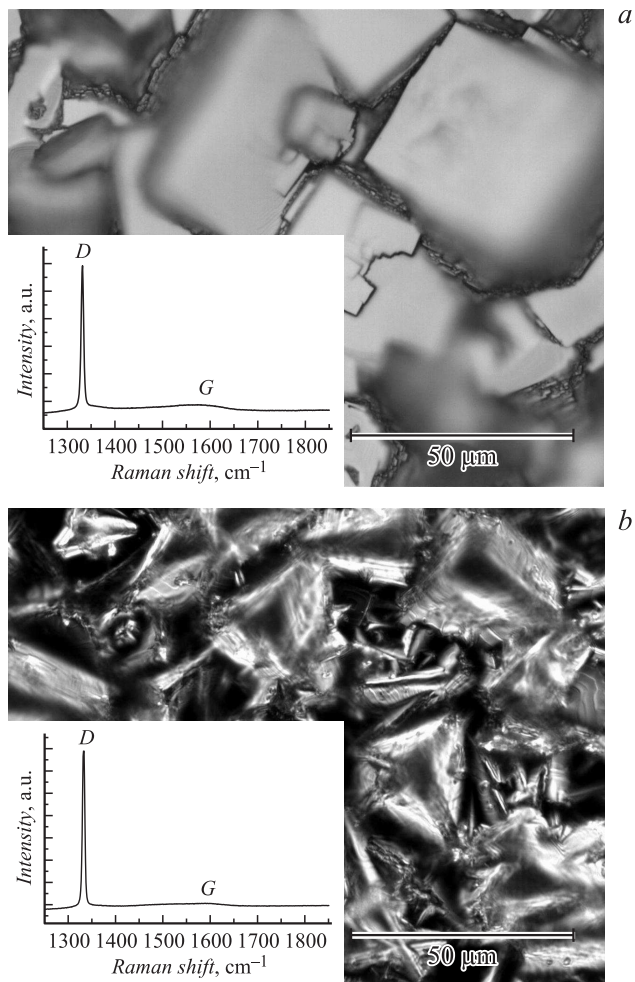 a
D
G
Intensity, a.u.
1300 1400 1500 1600 1700 1800
Raman shift, cm–1
50 μm
b
D
G
Intensity, a.u.
1300 1400 1500 1600 1700 1800
Raman shift, cm–1
50 μm